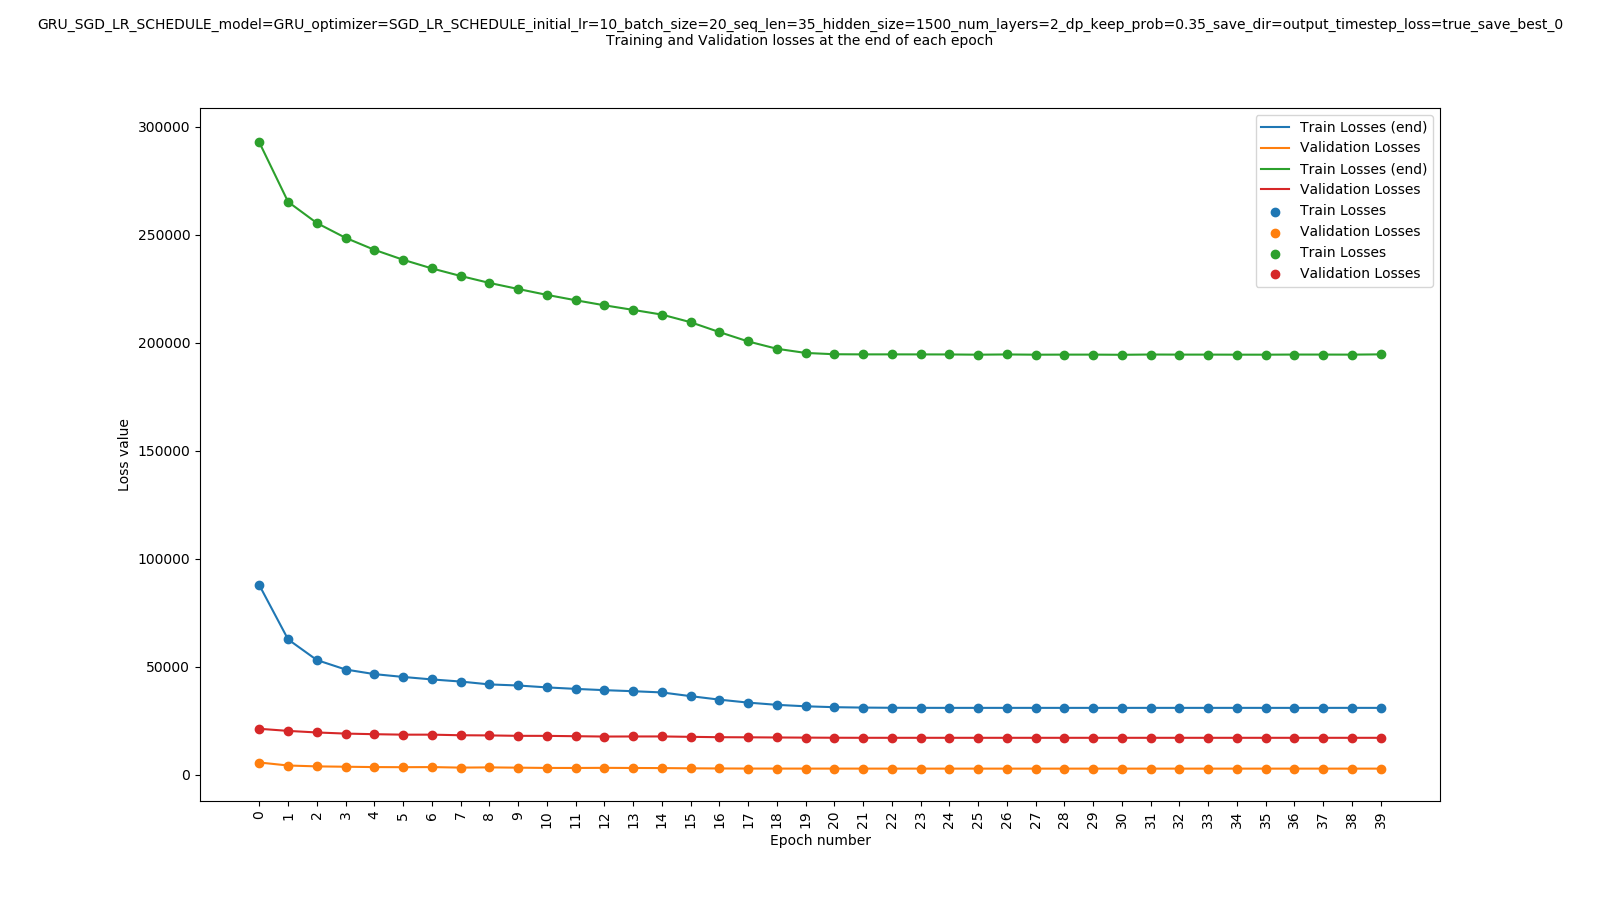 GRU_SGD_LR_SCHEDULE_model=GRU_optimizer=SGD_LR_SCHEDULE_initial_lr=10_batch_size=20_seq_len=35_hidden_size=1500_num_layers=2_dp_keep_prob=0.35_save_dir=output_timestep_loss=true_save_best_0
Training and Validation losses at the end of each epoch
300000
250000
200000
150000
100000
50000
0
Loss value
Train Losses (end)
Validation Losses
Train Losses (end)
Validation Losses
Train Losses
Validation Losses
Train Losses
Validation Losses
0 1 2 3 4 5 6 7 8 9 10 11 12 13 14 15 16 17 18 19 20 21 22 23 24 25 26 27 28 29 30 31 32 33 34 35 36 37 38 39
Epoch number